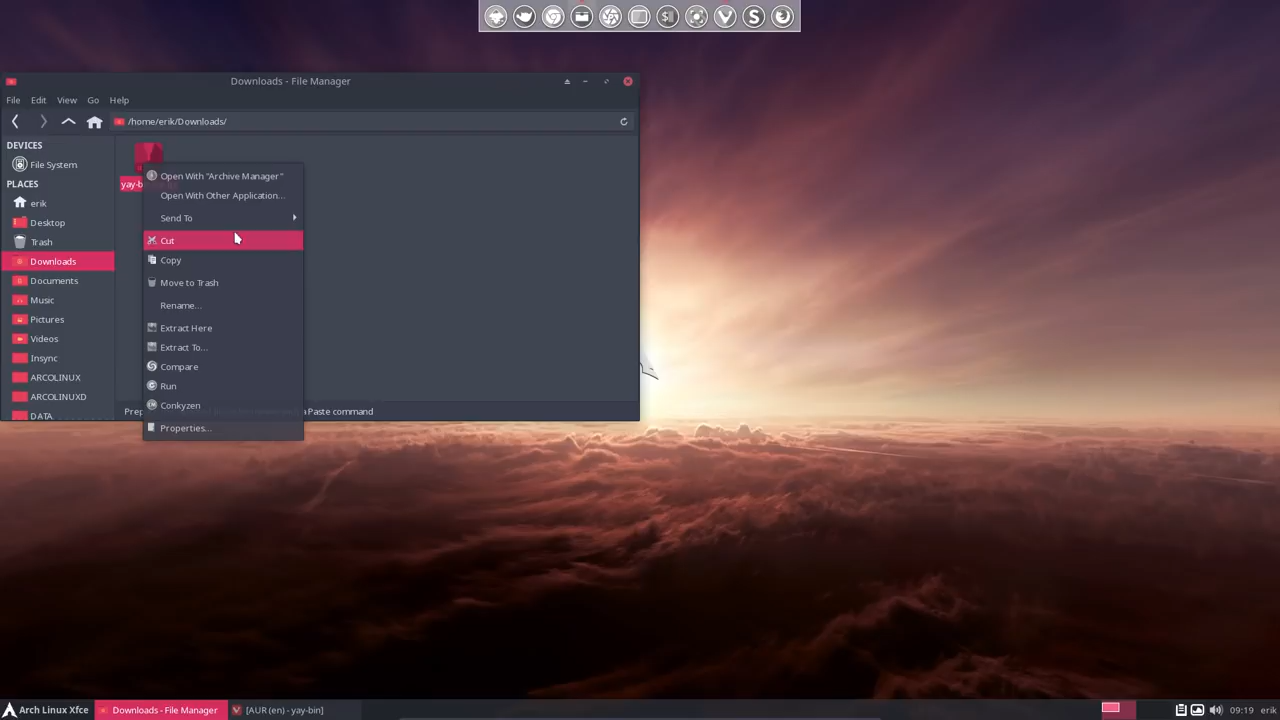 Downloads - File Manager
File Edit View Go Help
/home/erik/Downloads/
DEVICES
File System
PLACES
erik
Desktop
Trash
Downloads
Documents
Music
Pictures
Videos
Insync
ARCOLINUX
ARCOLINUXD
DATA
Open With "Archive Manager"
Open With Other Application...
Send To
Cut
Copy
Move to Trash
Rename...
Extract Here
Extract To...
Compare
Run
Conkyzen
Properties...
a Paste command
Arch Linux Xfce
Downloads - File Manager
[AUR (en) - yay-bin]
09:19 erik